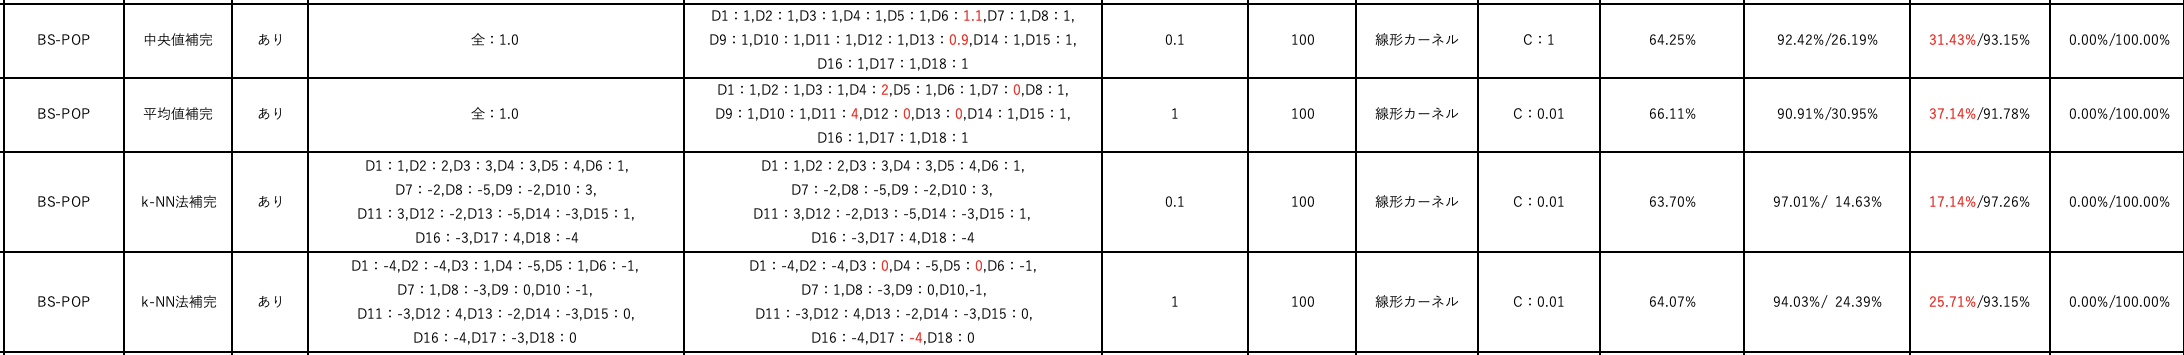 BS-POP 中央値補完 あり 全：1.0 D1：1,D2：1,D3：1,D4：1,D5：1,D6：1.1,D7：1,D8：1,
D9：1,D10：1,D11：1,D12：1,D13：0.9,D14：1,D15：1,
D16：1,D17：1,D18：1
0.1 100 線形カーネル C：1 64.25% 92.42%/26.19% 31.43%/93.15% 0.00%/100.00%
BS-POP 平均値補完 あり 全：1.0 D1：1,D2：1,D3：1,D4：2,D5：1,D6：1,D7：0,D8：1,
D9：1,D10：1,D11：4,D12：0,D13：0,D14：1,D15：1,
D16：1,D17：1,D18：1
1 100 線形カーネル C：0.01 66.11% 90.91%/30.95% 37.14%/91.78% 0.00%/100.00%
BS-POP k-NN法補完 あり
D1：1,D2：2,D3：3,D4：3,D5：4,D6：1,
D7：-2,D8：-5,D9：-2,D10：3,
D11：3,D12：-2,D13：-5,D14：-3,D15：1,
D16：-3,D17：4,D18：-4
D1：1,D2：2,D3：3,D4：3,D5：4,D6：1,
D7：-2,D8：-5,D9：-2,D10：3,
D11：3,D12：-2,D13：-5,D14：-3,D15：1,
D16：-3,D17：4,D18：-4
0.1 100 線形カーネル C：0.01 63.70% 97.01%/ 14.63% 17.14%/97.26% 0.00%/100.00%
BS-POP k-NN法補完 あり
D1：-4,D2：-4,D3：1,D4：-5,D5：1,D6：-1,
D7：1,D8：-3,D9：0,D10：-1,
D11：-3,D12：4,D13：-2,D14：-3,D15：0,
D16：-4,D17：-3,D18：0
D1：-4,D2：-4,D3：0,D4：-5,D5：0,D6：-1,
D7：1,D8：-3,D9：0,D10,-1,
D11：-3,D12：4,D13：-2,D14：-3,D15：0,
D16：-4,D17：-4,D18：0
1 100 線形カーネル C：0.01 64.07% 94.03%/ 24.39% 25.71%/93.15% 0.00%/100.00%